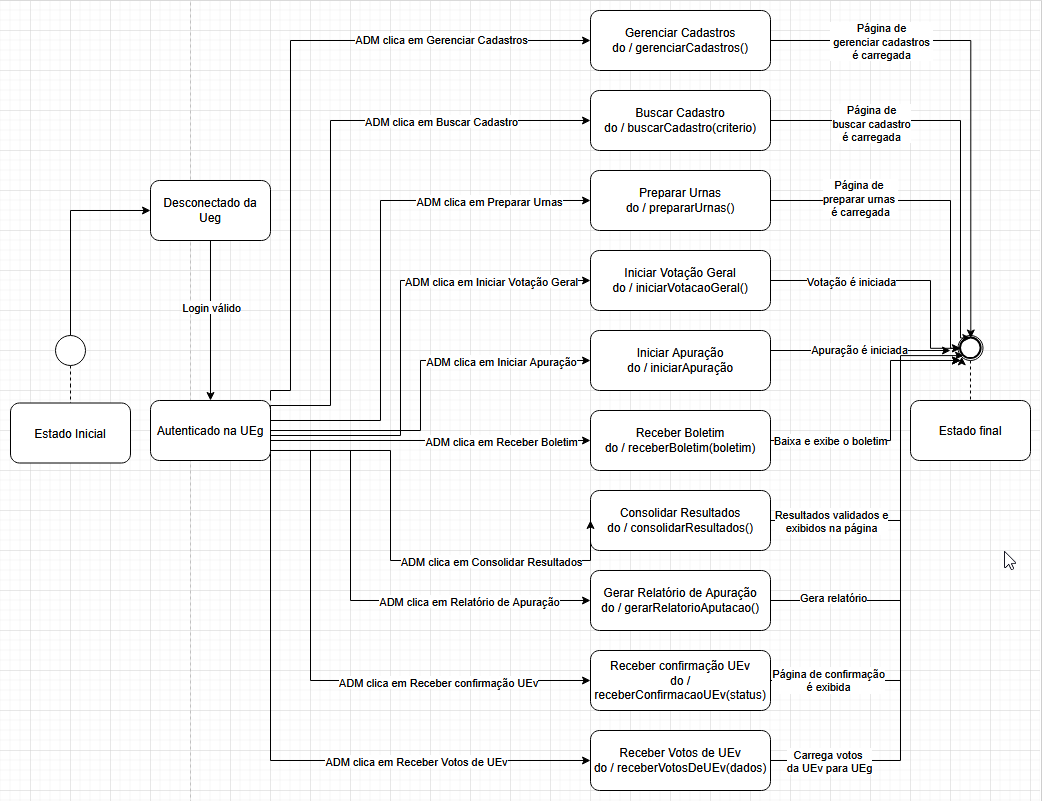 ADM clica em Gerenciar Cadastros
Gerenciar Cadastros
do / gerenciarCadastros()
Página de
gerenciar cadastros
é carregada
ADM clica em Buscar Cadastro
Buscar Cadastro
do / buscarCadastro(criterio)
Página de
buscar cadastro
é carregada
Desconectado da
Ueg
ADM clica em Preparar Urnas
Preparar Urnas
do / prepararUrnas()
Página de
preparar urnas
é carregada
Login válido
ADM clica em Iniciar Votação Geral
Iniciar Votação Geral
do / iniciarVotacaoGeral()
Votação é iniciada
ADM clica em Iniciar Apuração
Iniciar Apuração
do / iniciarApuração
Apuração é iniciada
Estado Inicial
Autenticado na UEg
ADM clica em Receber Boletim
Receber Boletim
do / receberBoletim(boletim)
Baixa e exibe o boletim
Estado final
ADM clica em Consolidar Resultados
Consolidar Resultados
do / consolidarResultados()
Resultados validados e
exibidos na página
ADM clica em Relatório de Apuração
Gerar Relatório de Apuração
do / gerarRelatorioAputacao()
Gera relatório
ADM clica em Receber confirmação UEv
Receber confirmação UEv
do /
receberConfirmacaoUEv(status)
Página de confirmação
é exibida
ADM clica em Receber Votos de UEv
Receber Votos de UEv
do / receberVotosDeUEv(dados)
Carrega votos
da UEv para UEg